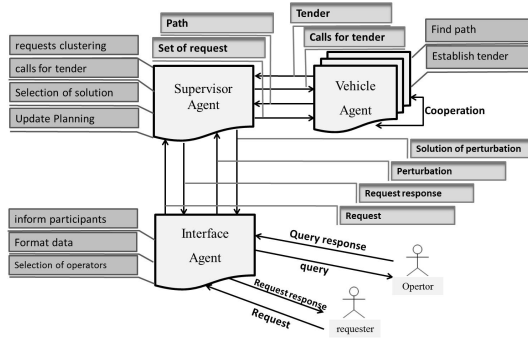 Path
Tender
Set of request
Calls for tender
Find path
Establish tender
requests clustering
calls for tender
Selection of solution
Update Planning
Supervisor
Agent
Vehicle
Agent
Cooperation
Solution of perturbation
Perturbation
Request response
Request
inform participants
Format data
Selection of operators
Interface
Agent
Query response
query
Opertor
Request response
Request
requester